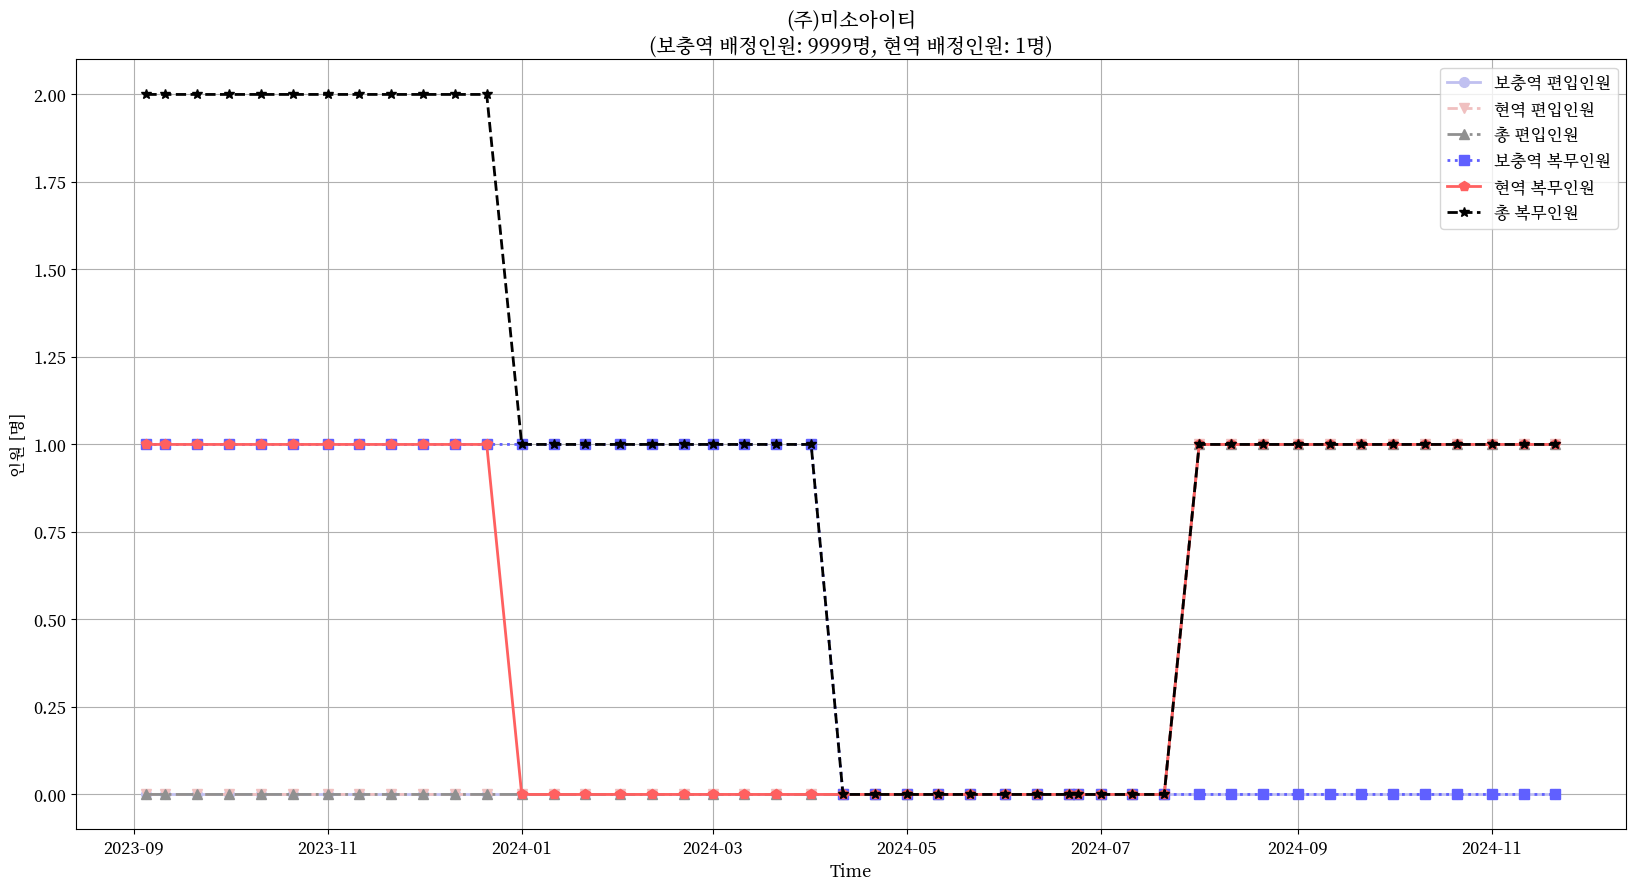 (주)미소아이티
(보충역 배정인원: 9999명, 현역 배정인원: 1명)
보충역 편입인원
현역 편입인원
총 편입인원
보충역 복무인원
현역 복무인원
총 복무인원
인원 [명]
2.00
1.75
1.50
1.25
1.00
0.75
0.50
0.25
0.00
2023-09 2023-11 2024-01 2024-03 2024-05 2024-07 2024-09 2024-11
Time